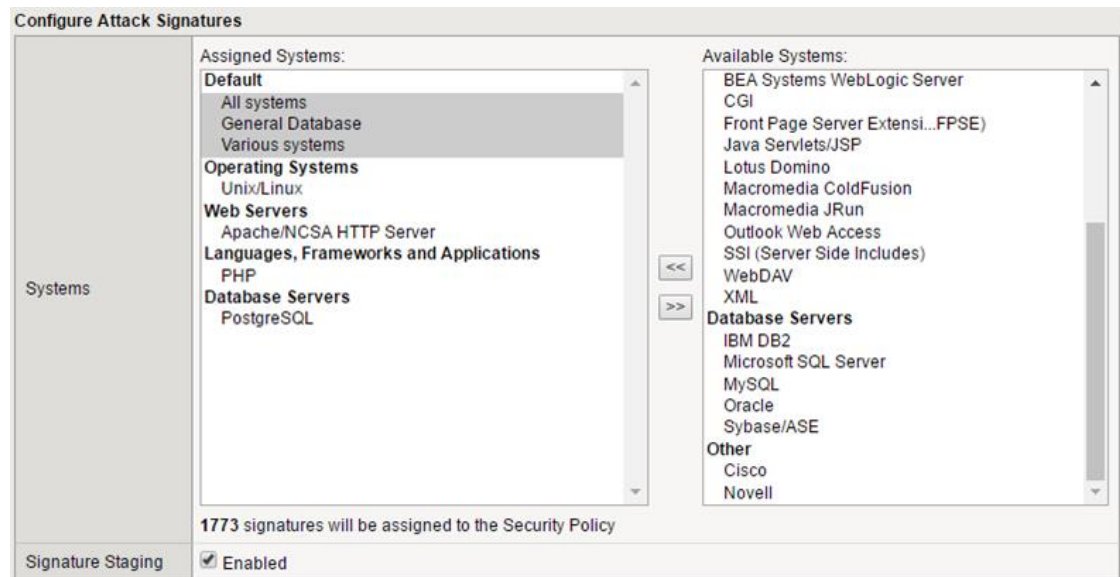 Configure Attack Signatures
Systems
Assigned Systems:
Default
All systems
General Database
Various systems
Operating Systems
Unix/Linux
Web Servers
Apache/NCSA HTTP Server
Languages, Frameworks and Applications
PHP
Database Servers
PostgreSQL
<<
>>
Available Systems:
BEA Systems WebLogic Server
CGI
Front Page Server Extensi...FPSE)
Java Servlets/JSP
Lotus Domino
Macromedia ColdFusion
Macromedia JRun
Outlook Web Access
SSI (Server Side Includes)
WebDAV
XML
Database Servers
IBM DB2
Microsoft SQL Server
MySQL
Oracle
Sybase/ASE
Other
Cisco
Novell
1773 signatures will be assigned to the Security Policy
Signature Staging
Enabled